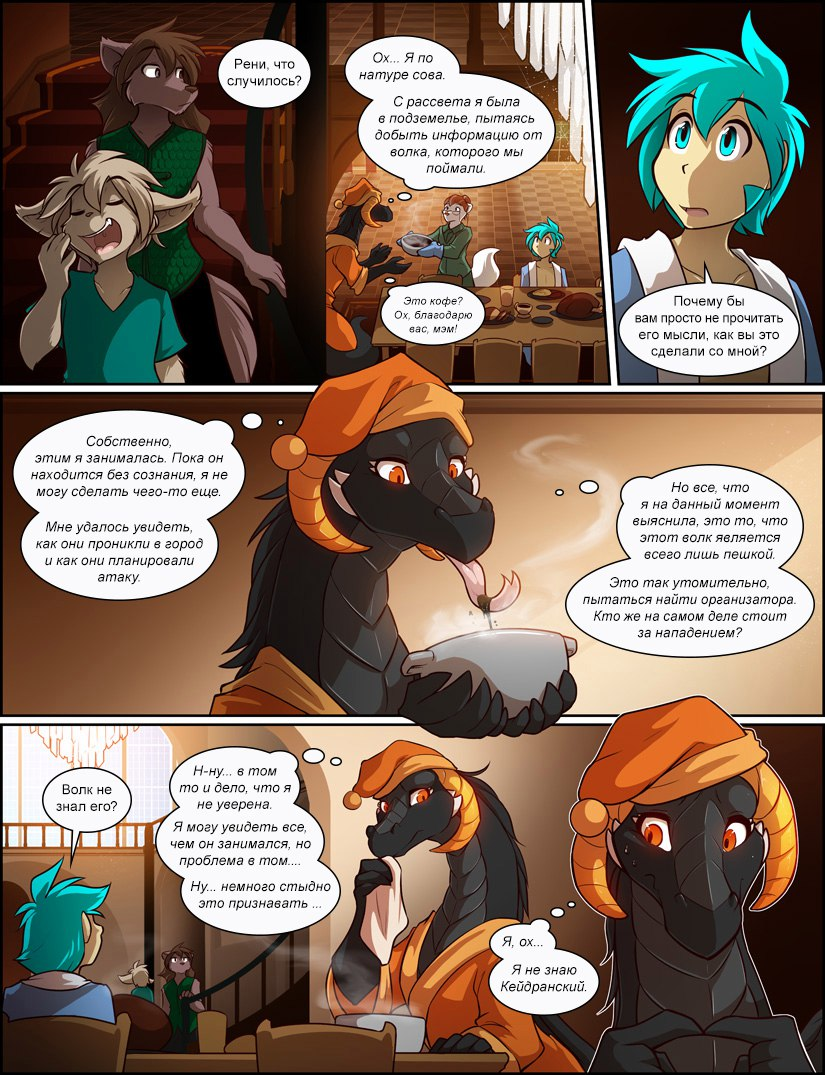 Рени, что
случилось?
Ох... Я по
натуре сова.
С рассвета я была
в подземелье, пытаясь
добыть информацию от
волка, которого мы
поймали.
Это кофе?
Ох, благодарю
вас, мэм!
Почему бы
вам просто не прочитать
его мысли, как вы это
сделали со мной?
Собственно,
этим я занималась. Пока он
находится без сознания, я не
могу сделать чего-то еще.
Мне удалось увидеть,
как они проникли в город
и как они планировали
атаку.
Но все, что
я на данный момент
выяснила, это то, что
этот волк является
всего лишь пешкой.
Это так утомительно,
пытаться найти организатора.
Кто же на самом деле стоит
за нападением?
Волк не
знал его?
Н-ну... в том
то и дело, что я
не уверена.
Я могу увидеть все,
чем он занимался, но
проблема в том....
Ну... немного стыдно
это признавать ...
Я, ох...
Я не знаю
Кейдранский.